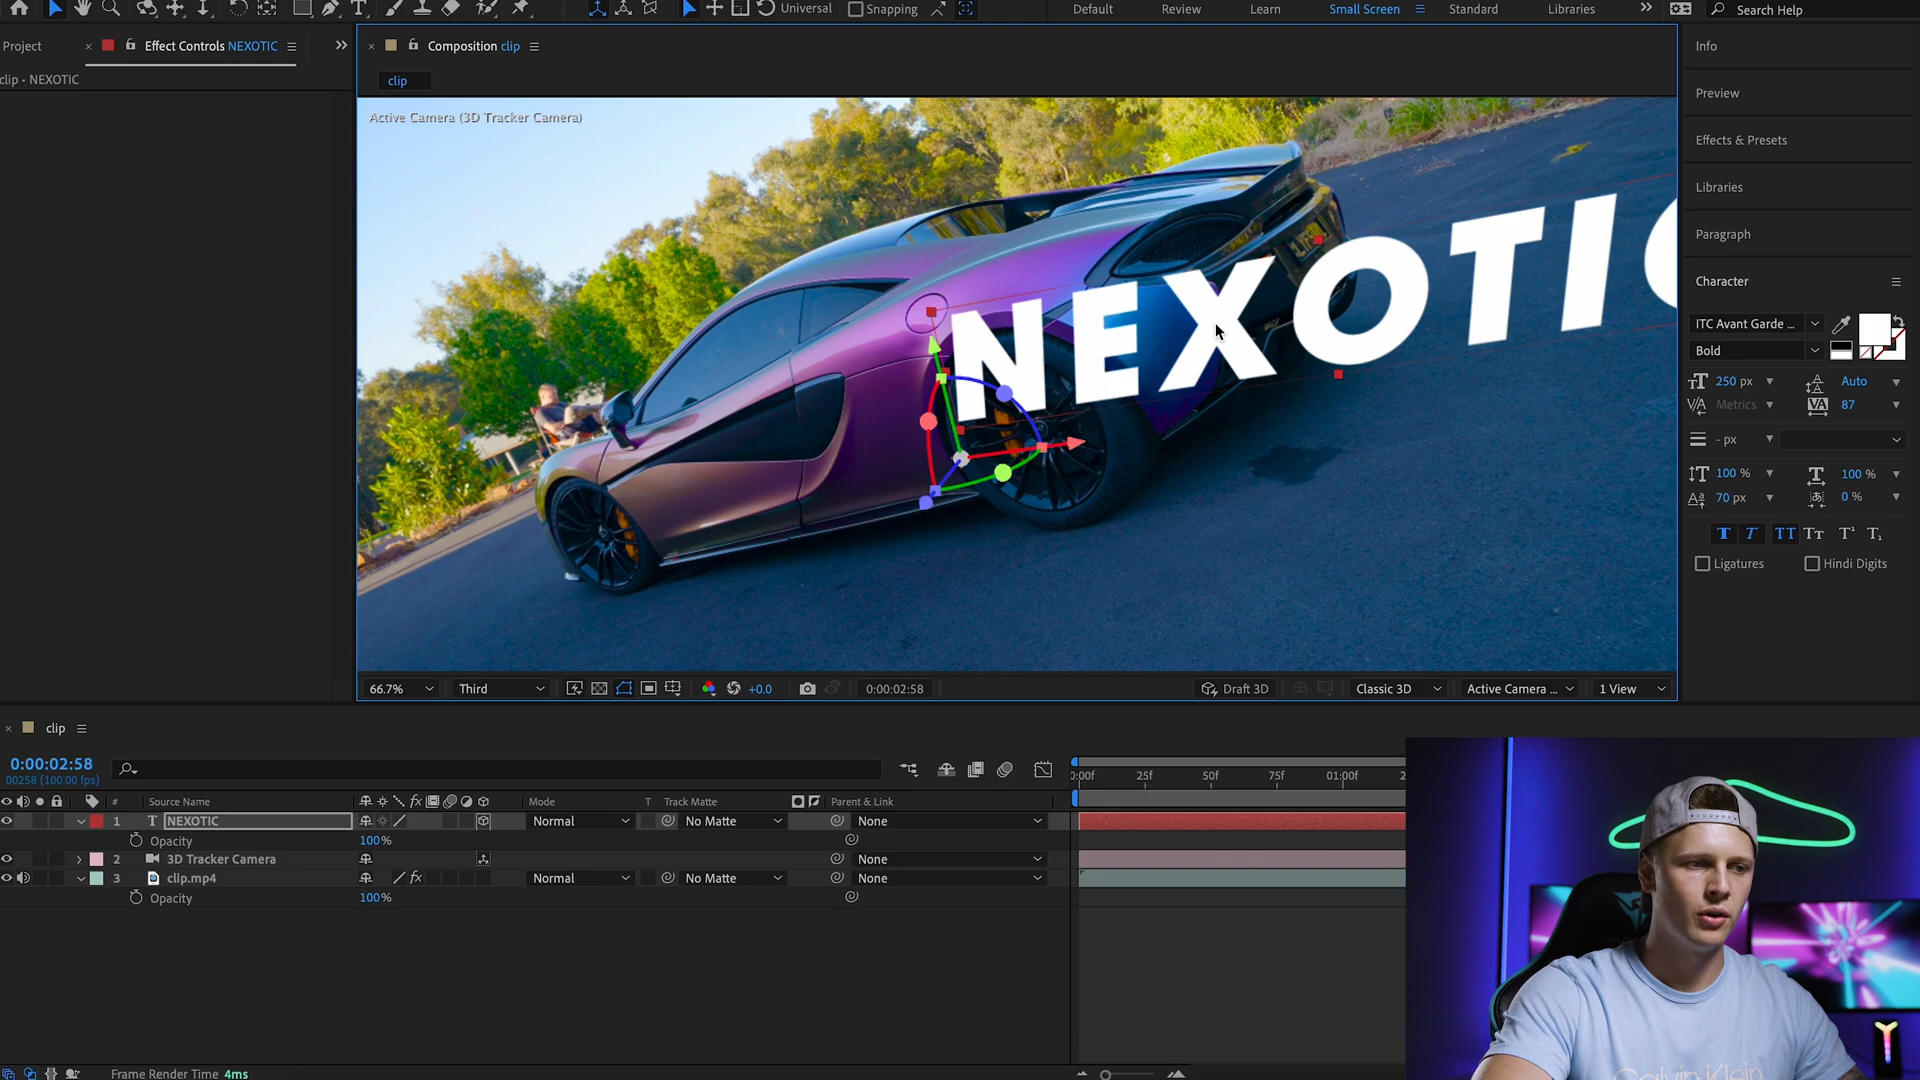 Universal
Snapping
Default
Review
Learn
Small Screen
Standard
Libraries
Search Help
Project
Effect Controls NEXOTIC
Composition clip
clip • NEXOTIC
clip
Active Camera (3D Tracker Camera)
NEXOTIC
Info
Preview
Effects & Presets
Libraries
Paragraph
Character
ITC Avant Garde ...
Bold
250 px
Auto
Metrics
87
- px
100 %
100 %
70 px
0 %
Ligatures
Hindi Digits
66.7%
Third
+0.0
0:00:02:58
Draft 3D
Classic 3D
Active Camera ...
1 View
clip
0:00:02:58
00258 (100.00 fps)
0:00f
25f
50f
75f
01:00f
2
#
Source Name
Mode
T
Track Matte
Parent & Link
1
NEXOTIC
Normal
No Matte
None
Opacity
100%
2
3D Tracker Camera
None
3
clip.mp4
Normal
No Matte
None
Opacity
100%
Frame Render Time 4ms
Calvin Klein